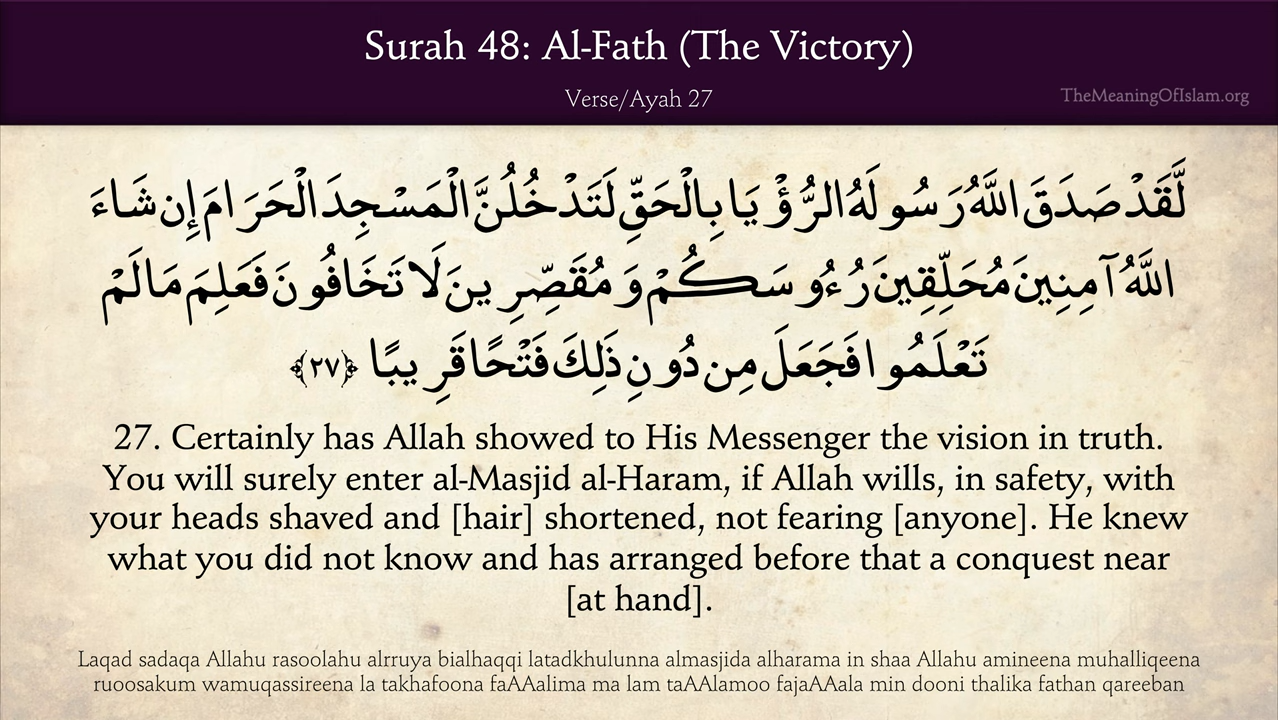 Surah 48: Al-Fath (The Victory)
Verse/Ayah 27
TheMeaningOfIslam.org
لَّقَدْ صَدَقَ اللَّهُ رَسُولَهُ الرُّؤْيَا بِالْحَقِّ لَتَدْخُلُنَّ الْمَسْجِدَ الْحَرَامَ إِن شَاءَ
اللَّهُ آمِنِينَ مُحَلِّقِينَ رُءُوسَكُمْ وَمُقَصِّرِينَ لَا تَخَافُونَ فَعَلِمَ مَا لَمْ
تَعْلَمُوا فَجَعَلَ مِن دُونِ ذَلِكَ فَتْحًا قَرِيبًا ﴿٢٧﴾
27. Certainly has Allah showed to His Messenger the vision in truth.
You will surely enter al-Masjid al-Haram, if Allah wills, in safety, with
your heads shaved and [hair] shortened, not fearing [anyone]. He knew
what you did not know and has arranged before that a conquest near
[at hand].
Laqad sadaqa Allahu rasoolahu alrruya bialhaqqi latadkhulunna almasjida alharama in shaa Allahu amineena muhalliqeena
ruoosakum wamuqassireena la takhafoona faAAalima ma lam taAAlamoo fajaAAala min dooni thalika fathan qareeban